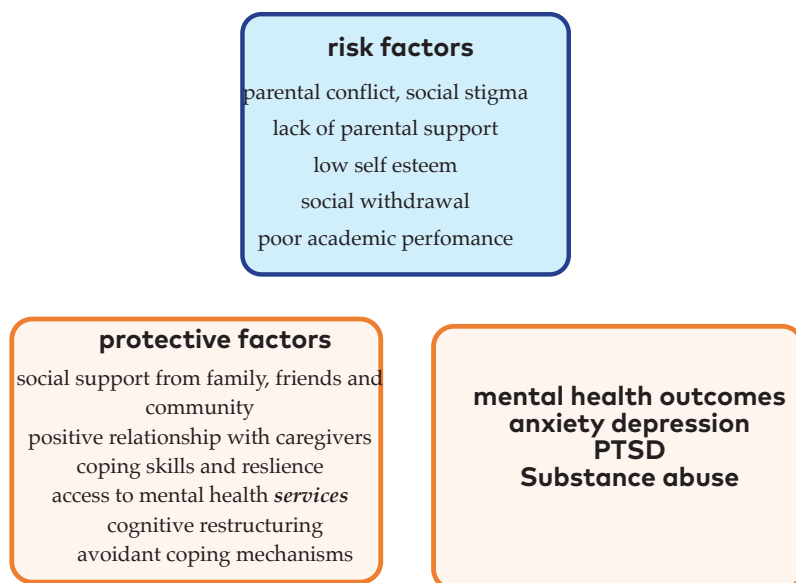 risk factors
parental conflict, social stigma
lack of parental support
low self esteem
social withdrawal
poor academic perfomance
protective factors
social support from family, friends and
community
positive relationship with caregivers
coping skills and reslience
access to mental health services
cognitive restructuring
avoidant coping mechanisms
mental health outcomes
anxiety depression
PTSD
Substance abuse